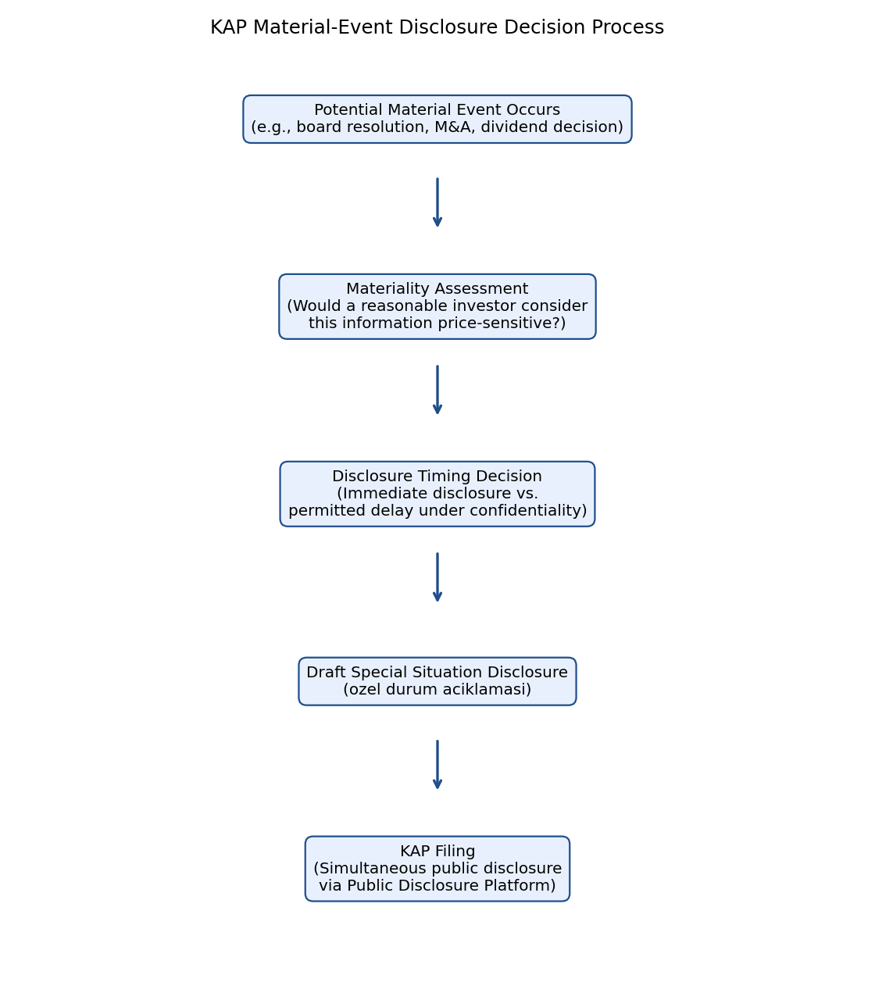 KAP Material-Event Disclosure Decision Process
Potential Material Event Occurs
(e.g., board resolution, M&A, dividend decision)
Materiality Assessment
(Would a reasonable investor consider
this information price-sensitive?)
Disclosure Timing Decision
(Immediate disclosure vs.
permitted delay under confidentiality)
Draft Special Situation Disclosure
(ozel durum aciklamasi)
KAP Filing
(Simultaneous public disclosure
via Public Disclosure Platform)